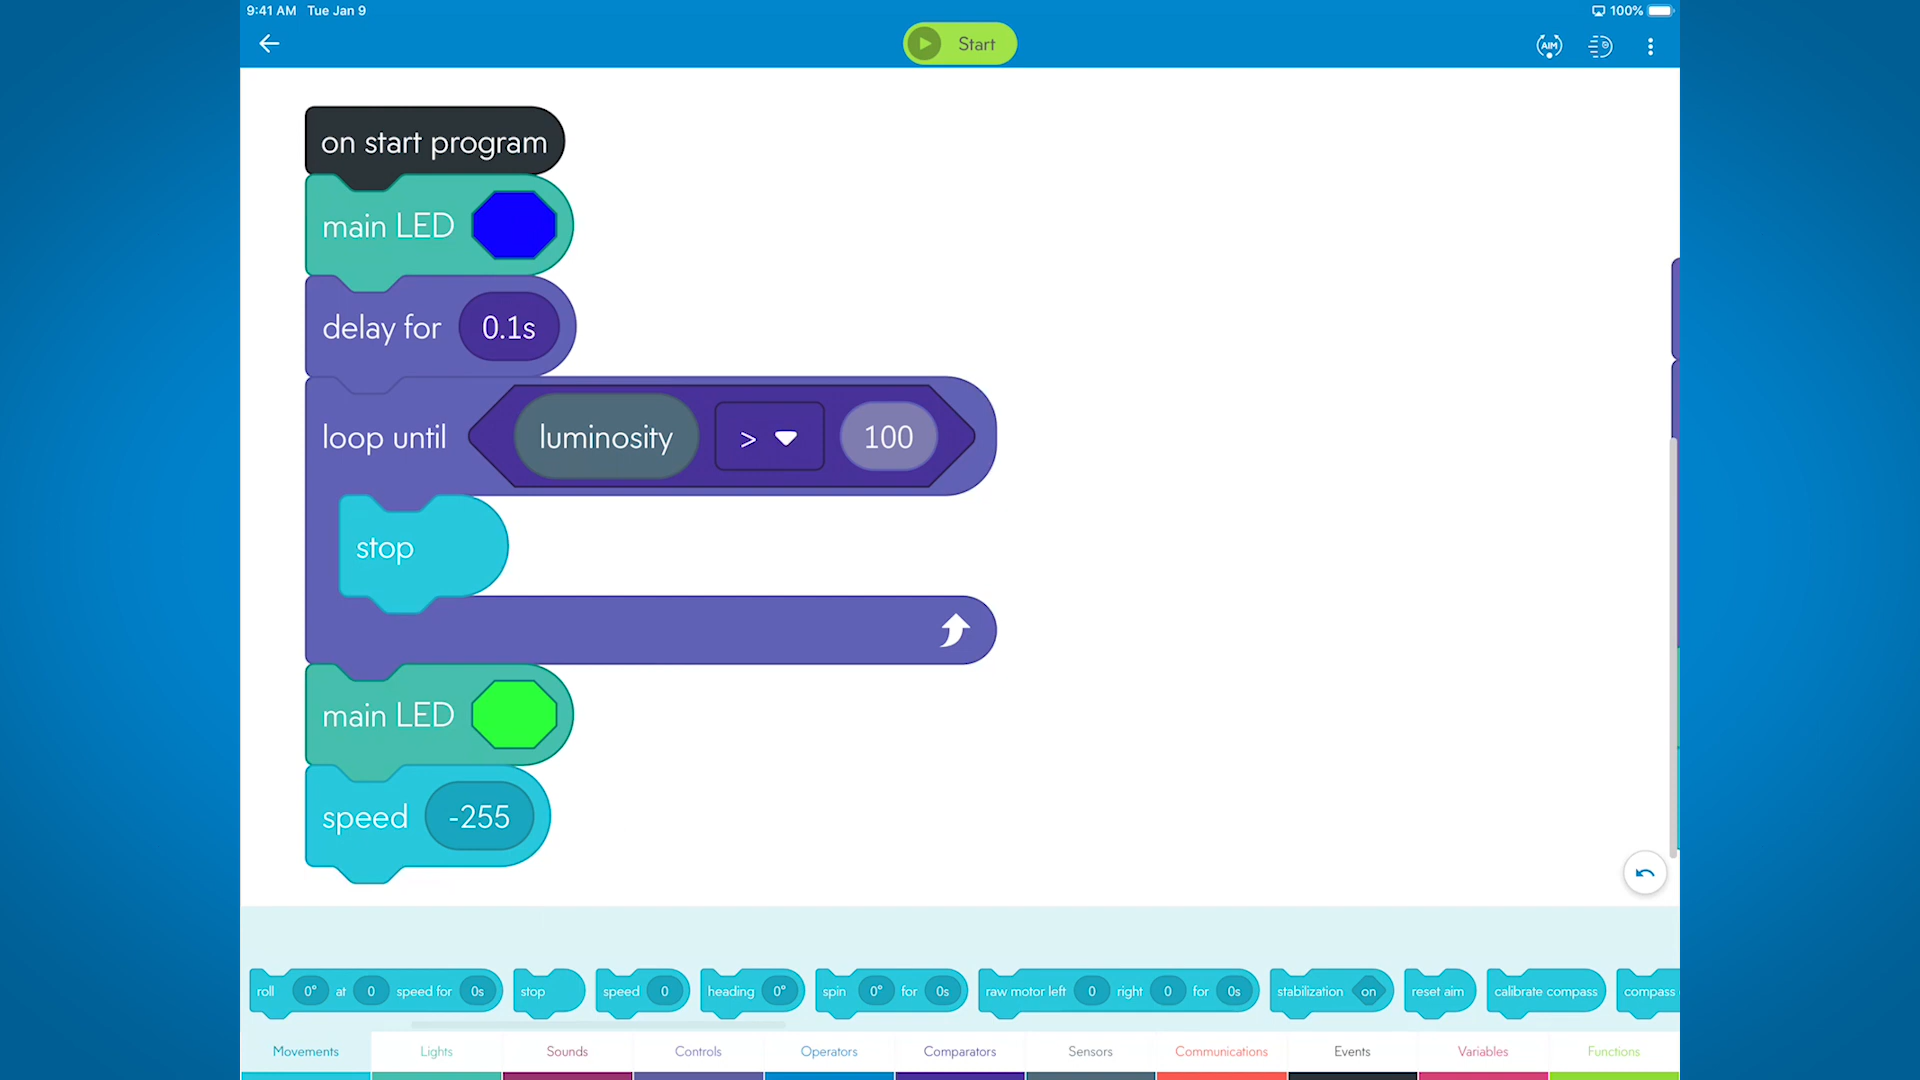 9:41 AM Tue Jan 9
100%
Start
AIM
on start program
main LED
delay for 0.1s
loop until luminosity > 100
stop
main LED
speed -255
roll 0° at 0 speed for 0s
stop
speed 0
heading 0°
spin 0° for 0s
raw motor left 0 right 0 for 0s
stabilization on
reset aim
calibrate compass
compass
Movements
Lights
Sounds
Controls
Operators
Comparators
Sensors
Communications
Events
Variables
Functions